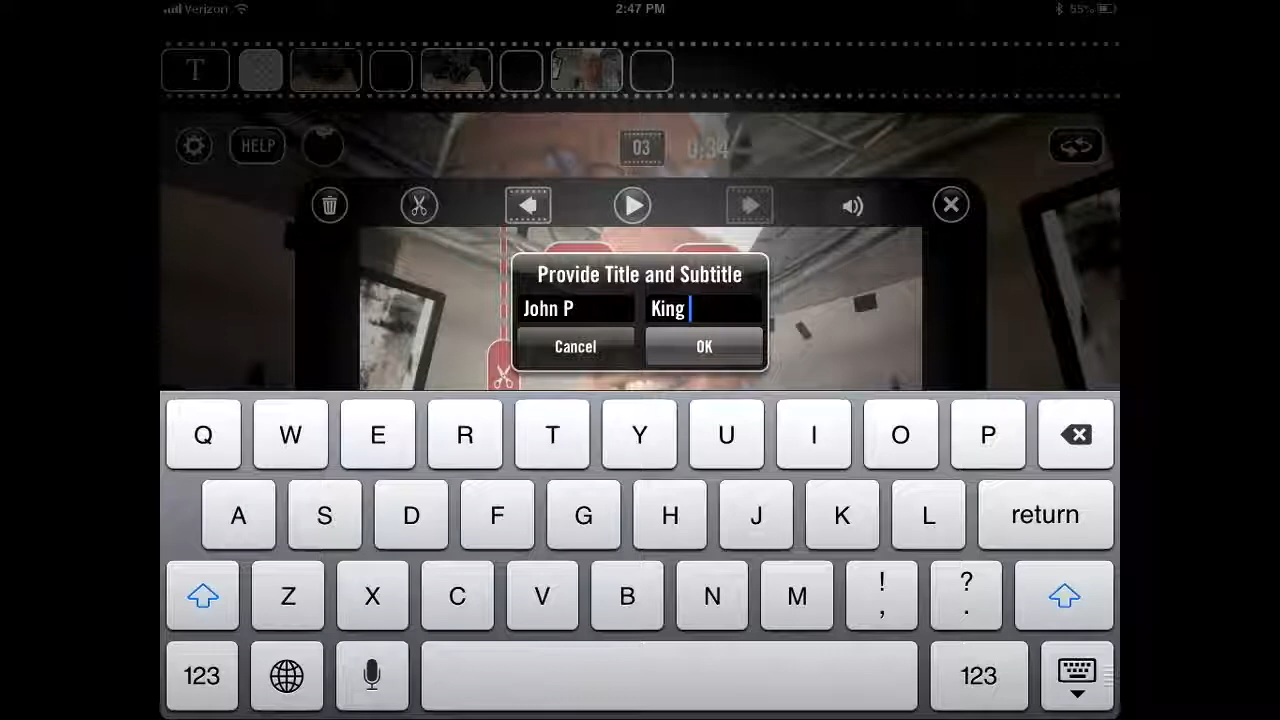 Verizon 2:47 PM 55%
T
HELP 03 0:34
Provide Title and Subtitle
John P King
Cancel OK
Q W E R T Y U I O P
A S D F G H J K L return
Z X C V B N M ! , ? .
123 123